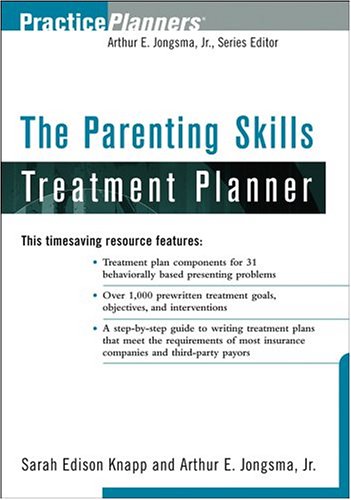 PracticePlanners®
Arthur E. Jongsma, Jr., Series Editor
The Parenting Skills
Treatment Planner
This timesaving resource features:
• Treatment plan components for 31
behaviorally based presenting problems
• Over 1,000 prewritten treatment goals,
objectives, and interventions
• A step-by-step guide to writing treatment plans
that meet the requirements of most insurance
companies and third-party payors
Sarah Edison Knapp and Arthur E. Jongsma, Jr.